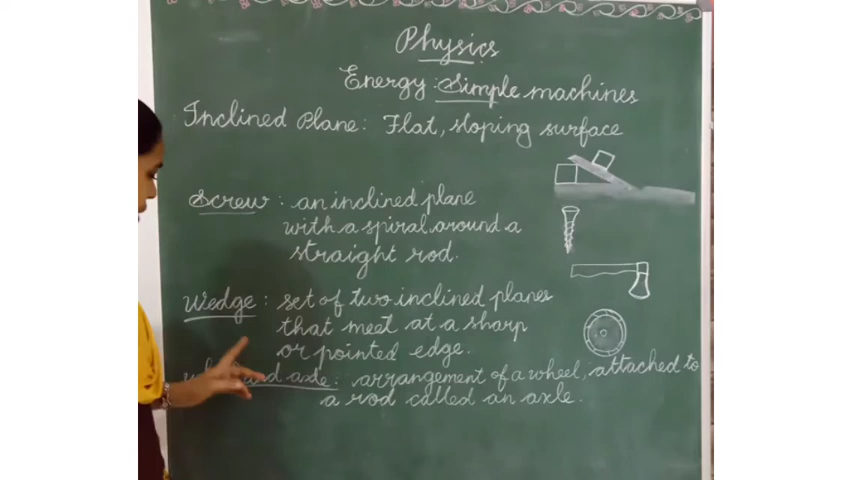 Physics
Energy: Simple machines
Inclined Plane: Flat, sloping surface
Screw: an inclined plane
with a spiral around a
straight rod.
Wedge: set of two inclined planes
that meet at a sharp
or pointed edge.
and axle: arrangement of a wheel, attached to
a rod called an axle.